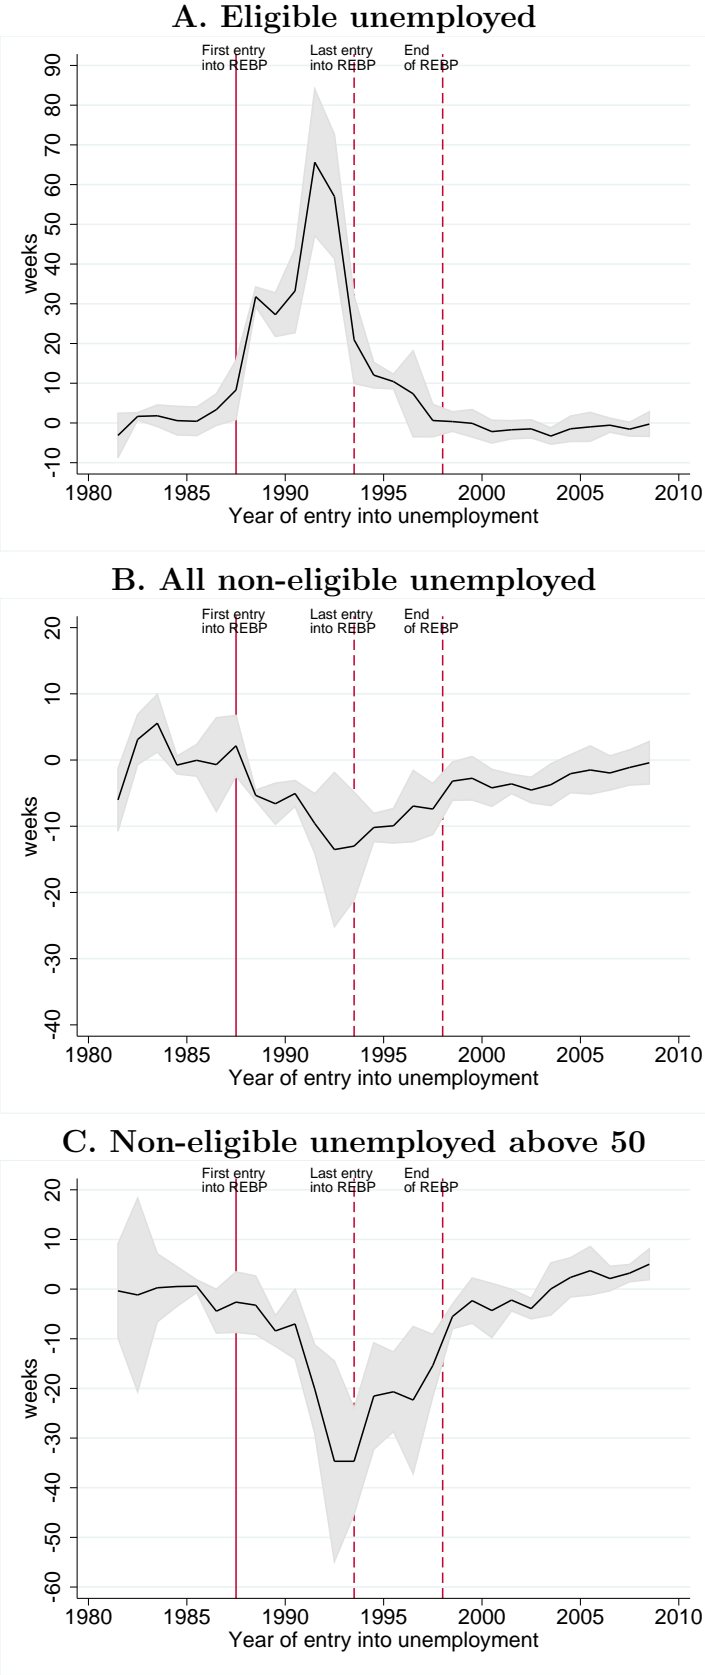 A. Eligible unemployed
First entry
into REBP
Last entry
into REBP
End
of REBP
90
80
70
60
50
40
30
20
10
0
-10
weeks
1980 1985 1990 1995 2000 2005 2010
Year of entry into unemployment
B. All non-eligible unemployed
First entry
into REBP
Last entry
into REBP
End
of REBP
20
10
0
-10
-20
-30
-40
weeks
1980 1985 1990 1995 2000 2005 2010
Year of entry into unemployment
C. Non-eligible unemployed above 50
First entry
into REBP
Last entry
into REBP
End
of REBP
20
10
0
-10
-20
-30
-40
-50
-60
weeks
1980 1985 1990 1995 2000 2005 2010
Year of entry into unemployment